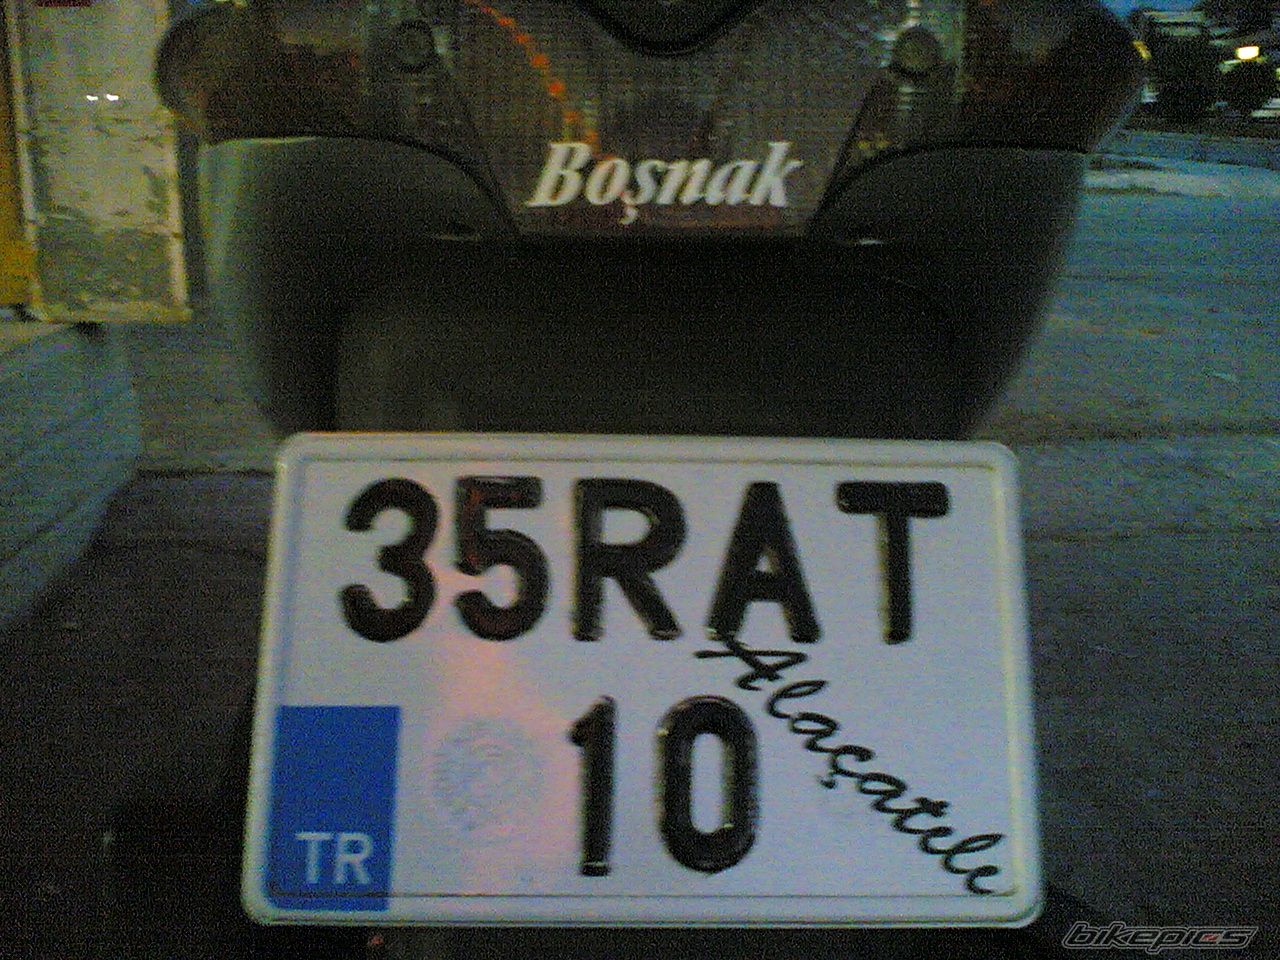 Boşnak
35RAT
10
Alaçatılı
TR
bikepics